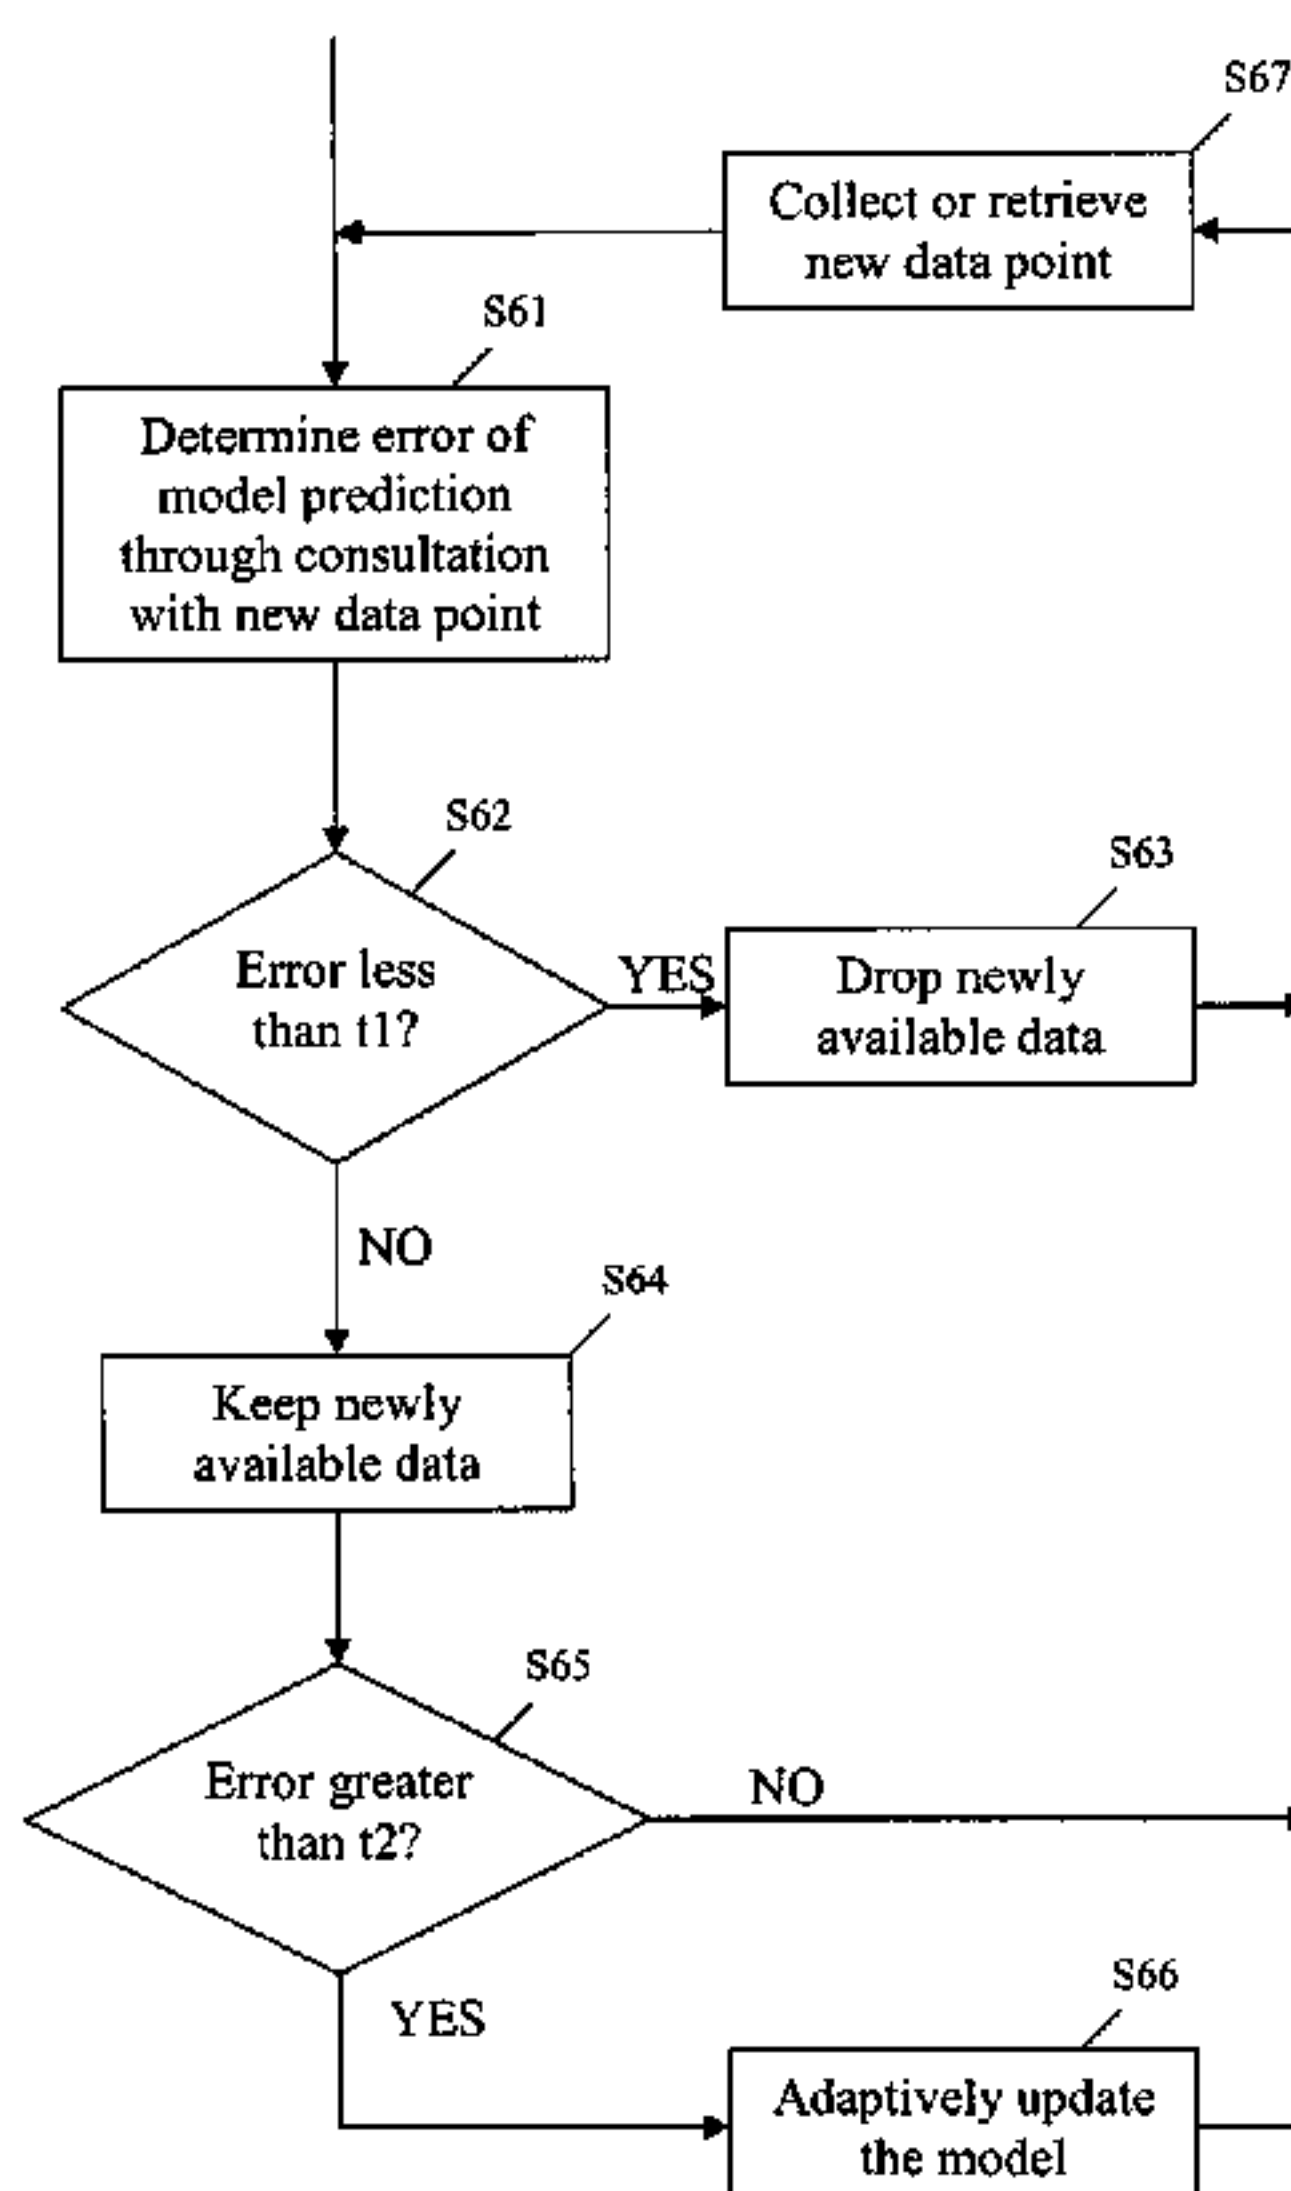 S67
Collect or retrieve
new data point
S61
Determine error of
model prediction
through consultation
with new data point
S62
Error less
than t1?
YES
S63
Drop newly
available data
NO
S64
Keep newly
available data
S65
Error greater
than t2?
NO
YES
S66
Adaptively update
the model